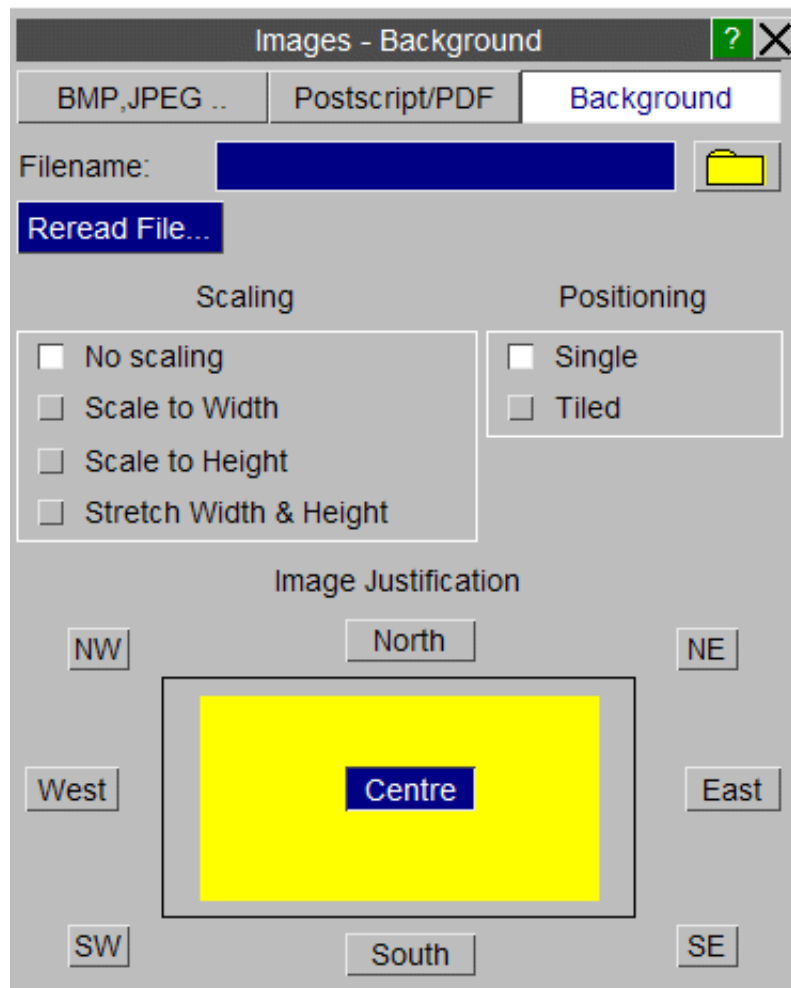 Images - Background ?
BMP,JPEG .. Postscript/PDF Background
Filename:
Reread File...
Scaling Positioning
No scaling Single
Scale to Width Tiled
Scale to Height
Stretch Width & Height
Image Justification
NW North NE
West Centre East
SW South SE